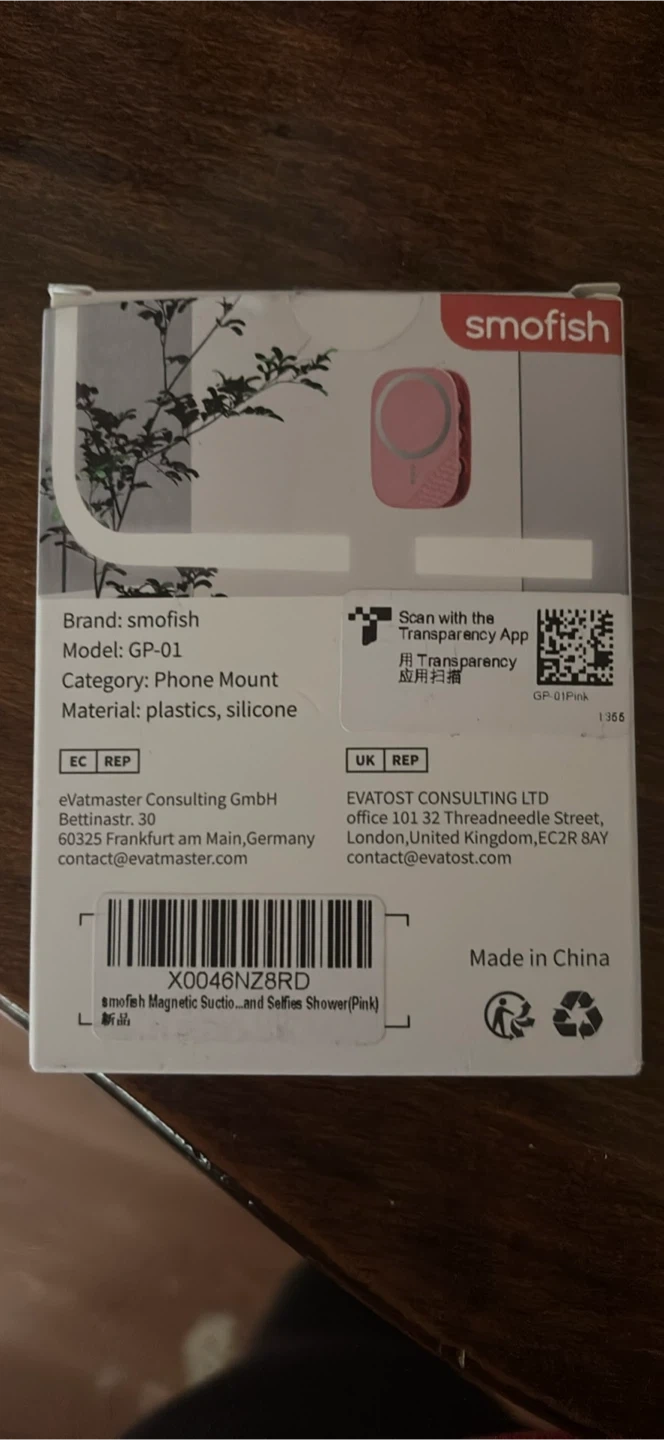 smofish
Brand: smofish
Model: GP-01
Category: Phone Mount
Material: plastics, silicone
Scan with the
Transparency App
用 Transparency
应用扫描
GP-01Pink
1355
EC REP
eVatmaster Consulting GmbH
Bettinastr. 30
60325 Frankfurt am Main,Germany
contact@evatmaster.com
UK REP
EVATOST CONSULTING LTD
office 101 32 Threadneedle Street,
London,United Kingdom,EC2R 8AY
contact@evatost.com
X0046NZ8RD
smofish Magnetic Suctio...and Selfies Shower(Pink)
新品
Made in China